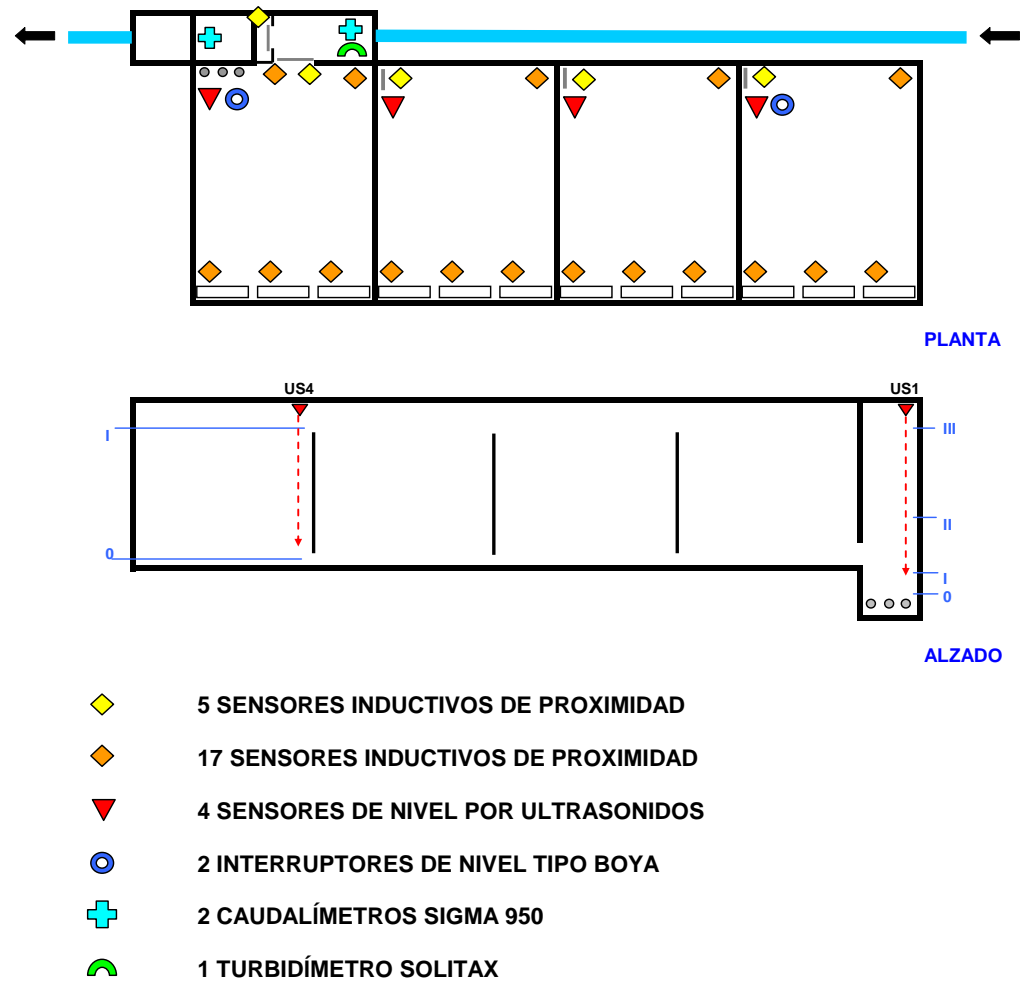 PLANTA
US4
US1
I
III
II
0
I
0
ALZADO
5 SENSORES INDUCTIVOS DE PROXIMIDAD
17 SENSORES INDUCTIVOS DE PROXIMIDAD
4 SENSORES DE NIVEL POR ULTRASONIDOS
2 INTERRUPTORES DE NIVEL TIPO BOYA
2 CAUDALÍMETROS SIGMA 950
1 TURBIDÍMETRO SOLITAX